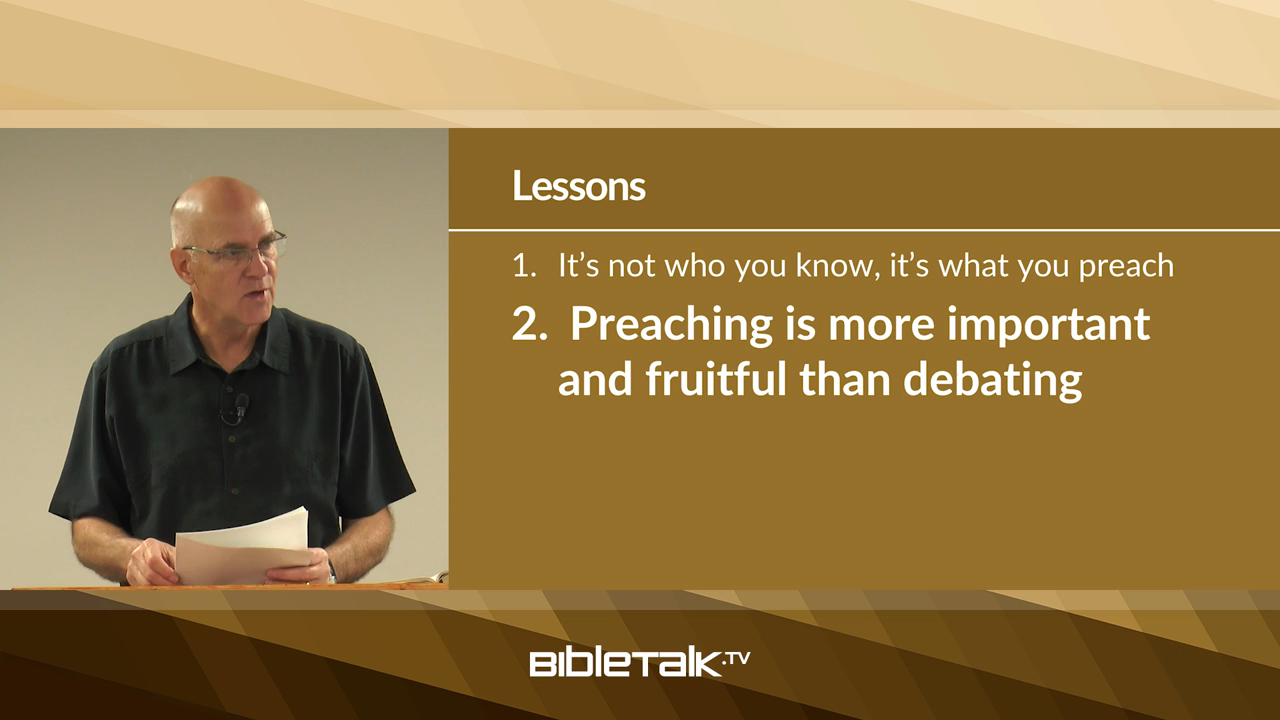 Lessons
1. It’s not who you know, it’s what you preach
2. Preaching is more important
and fruitful than debating
BIBLETALK.TV